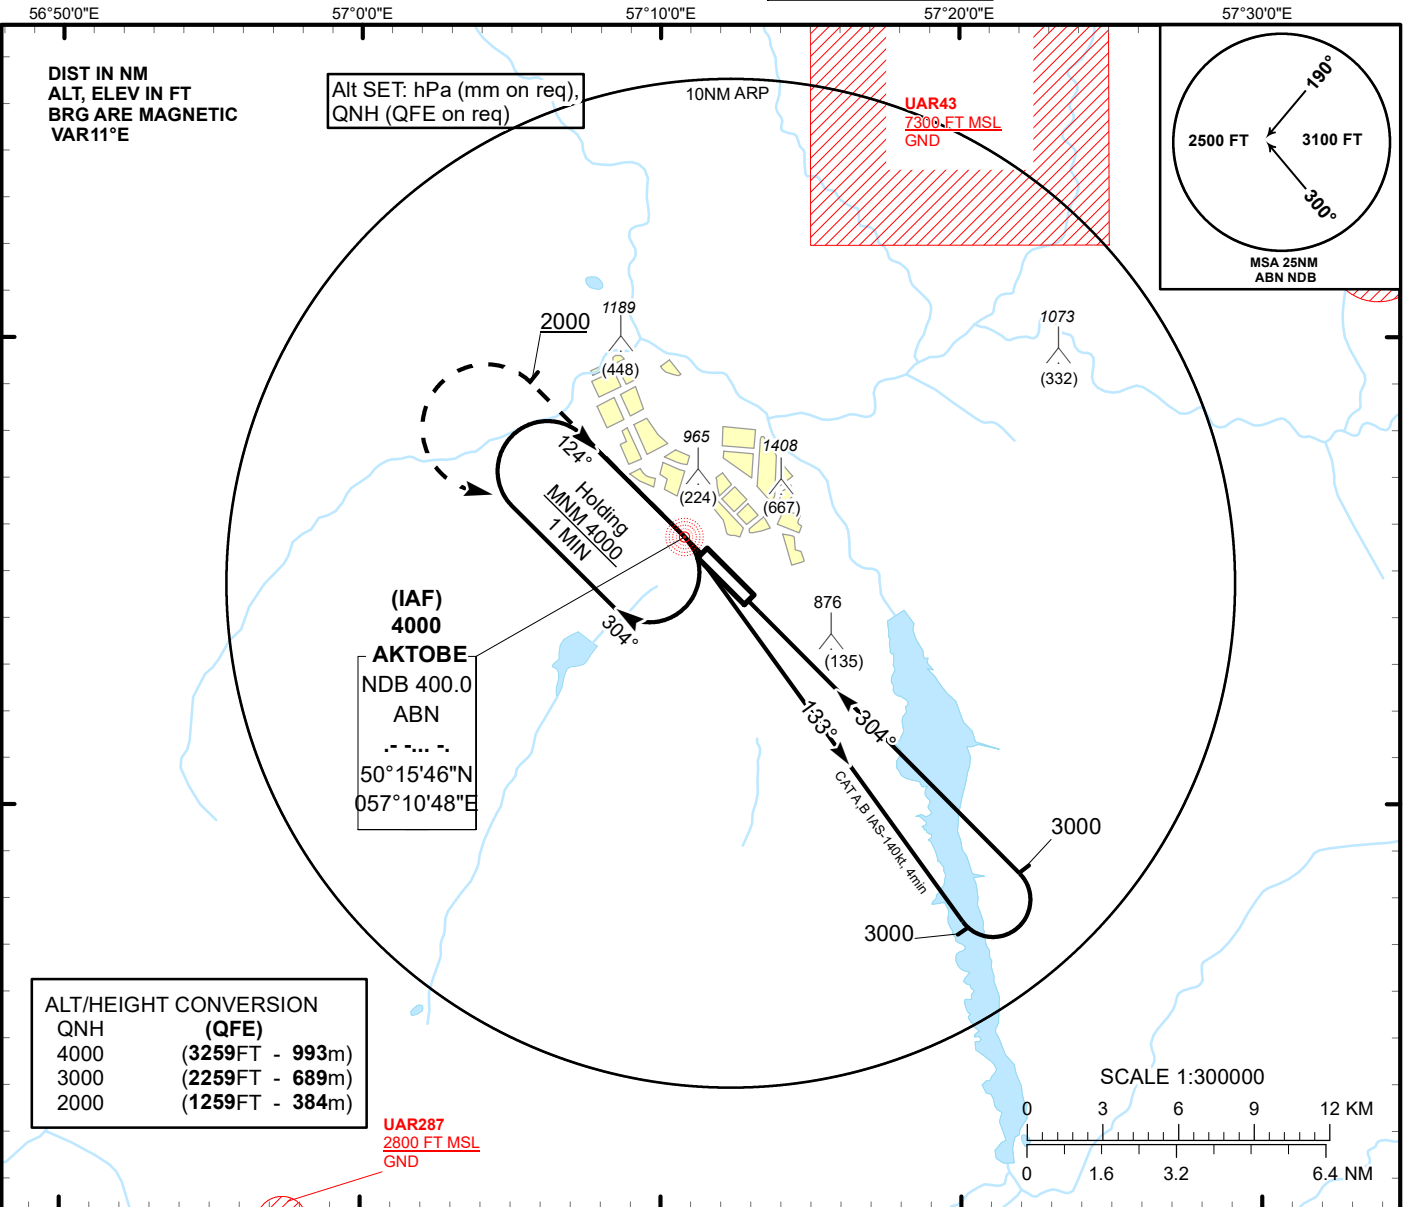 56°50'0"E
57°0'0"E
57°10'0"E
57°20'0"E
57°30'0"E
DIST IN NM
ALT, ELEV IN FT
BRG ARE MAGNETIC
VAR11°E
Alt SET: hPa (mm on req),
QNH (QFE on req)
10NM ARP
UAR43
7300 FT MSL
GND
190°
2500 FT
3100 FT
300°
MSA 25NM
ABN NDB
2000
1189
(448)
1073
(332)
965
(224)
1408
(667)
124°
Holding
MNM 4000
1 MIN
304°
(IAF)
4000
AKTOBE
NDB 400.0
ABN
.- -... -.
50°15'46"N
057°10'48"E
876
(135)
133°
304°
CAT A,B IAS-140kt, 4min
3000
3000
ALT/HEIGHT CONVERSION
QNH (QFE)
4000 (3259FT - 993m)
3000 (2259FT - 689m)
2000 (1259FT - 384m)
UAR287
2800 FT MSL
GND
SCALE 1:300000
0 3 6 9 12 KM
0 1.6 3.2 6.4 NM